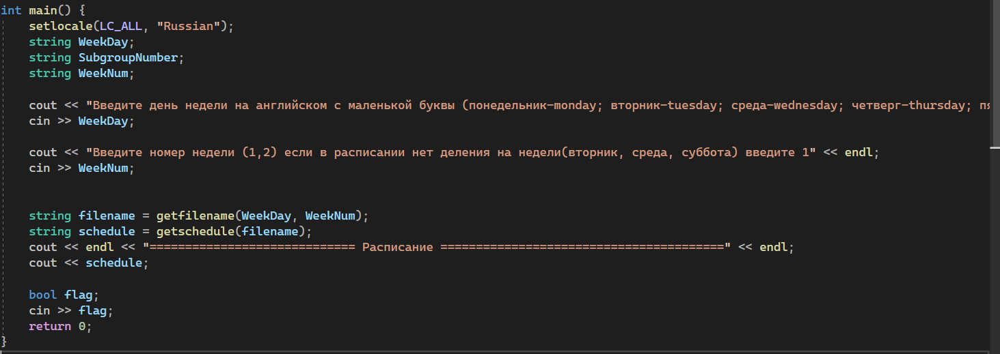 int main() {
setlocale(LC_ALL, "Russian");
string WeekDay;
string SubgroupNumber;
string WeekNum;
cout << "Введите день недели на английском с маленькой буквы (понедельник-monday; вторник-tuesday; среда-wednesday; четверг-thursday;
cin >> WeekDay;
cout << "Введите номер недели (1,2) если в расписании нет деления на недели(вторник, среда, суббота) введите 1" << endl;
cin >> WeekNum;
string filename = getfilename(WeekDay, WeekNum);
string schedule = getschedule(filename);
cout << endl << "============================= Расписание ========================================" << endl;
cout << schedule;
bool flag;
cin >> flag;
return 0;
}